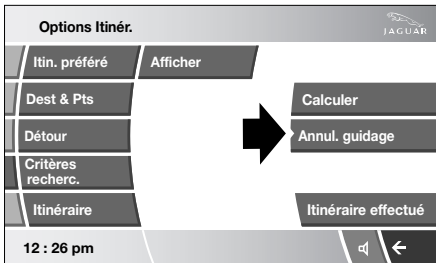 Options Itinér.
JAGUAR
Itin. préféré
Afficher
Dest & Pts
Calculer
Détour
Annul. guidage
Critères
recherc.
Itinéraire
Itinéraire effectué
12 : 26 pm